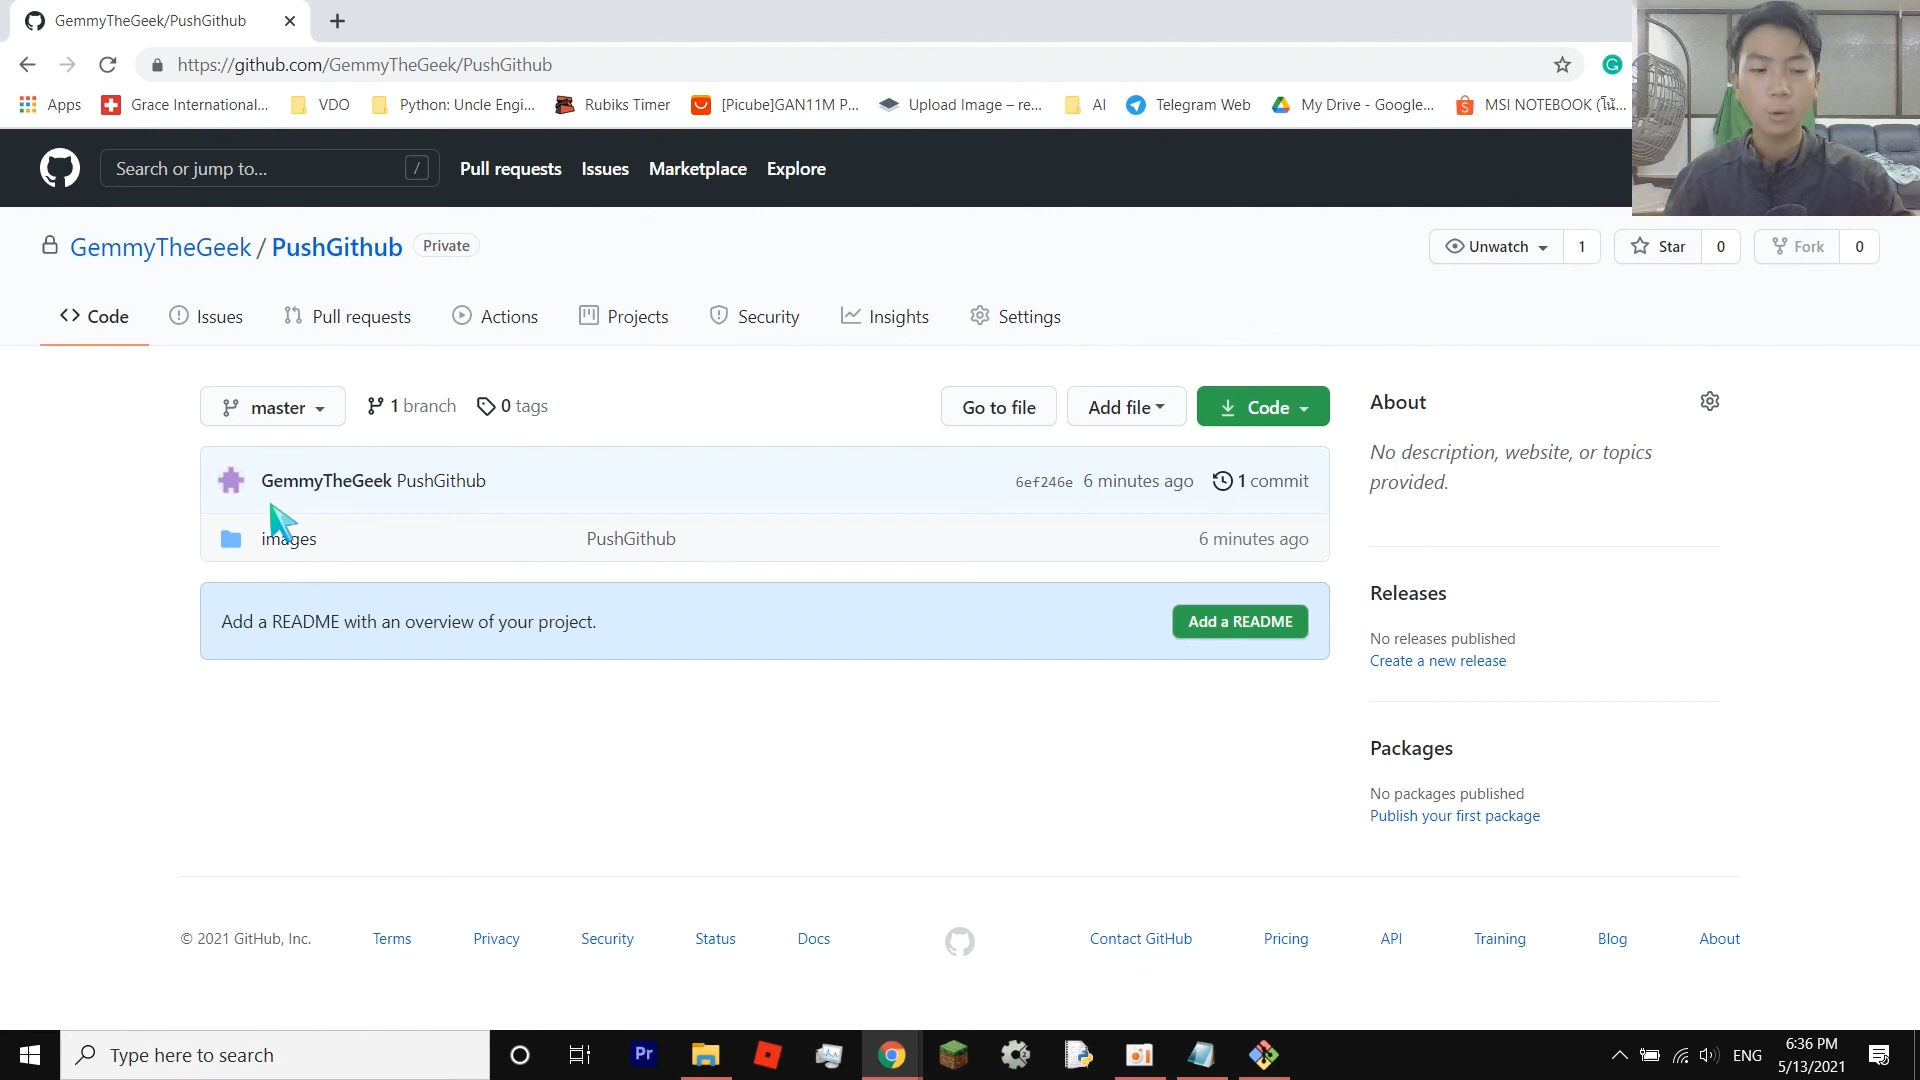 GemmyTheGeek/PushGithub
https://github.com/GemmyTheGeek/PushGithub
Apps Grace International... VDO Python: Uncle Engi... Rubiks Timer [Picube]GAN11M P... Upload Image – re... AI Telegram Web My Drive - Google... MSI NOTEBOOK (โน้...
Search or jump to... / Pull requests Issues Marketplace Explore
GemmyTheGeek / PushGithub Private Unwatch 1 Star 0 Fork 0
Code Issues Pull requests Actions Projects Security Insights Settings
master 1 branch 0 tags Go to file Add file Code About
No description, website, or topics
provided.
GemmyTheGeek PushGithub 6ef246e 6 minutes ago 1 commit
images PushGithub 6 minutes ago
Add a README with an overview of your project. Add a README
Releases
No releases published
Create a new release
Packages
No packages published
Publish your first package
© 2021 GitHub, Inc. Terms Privacy Security Status Docs Contact GitHub Pricing API Training Blog About
Type here to search Pr ENG 6:36 PM
5/13/2021